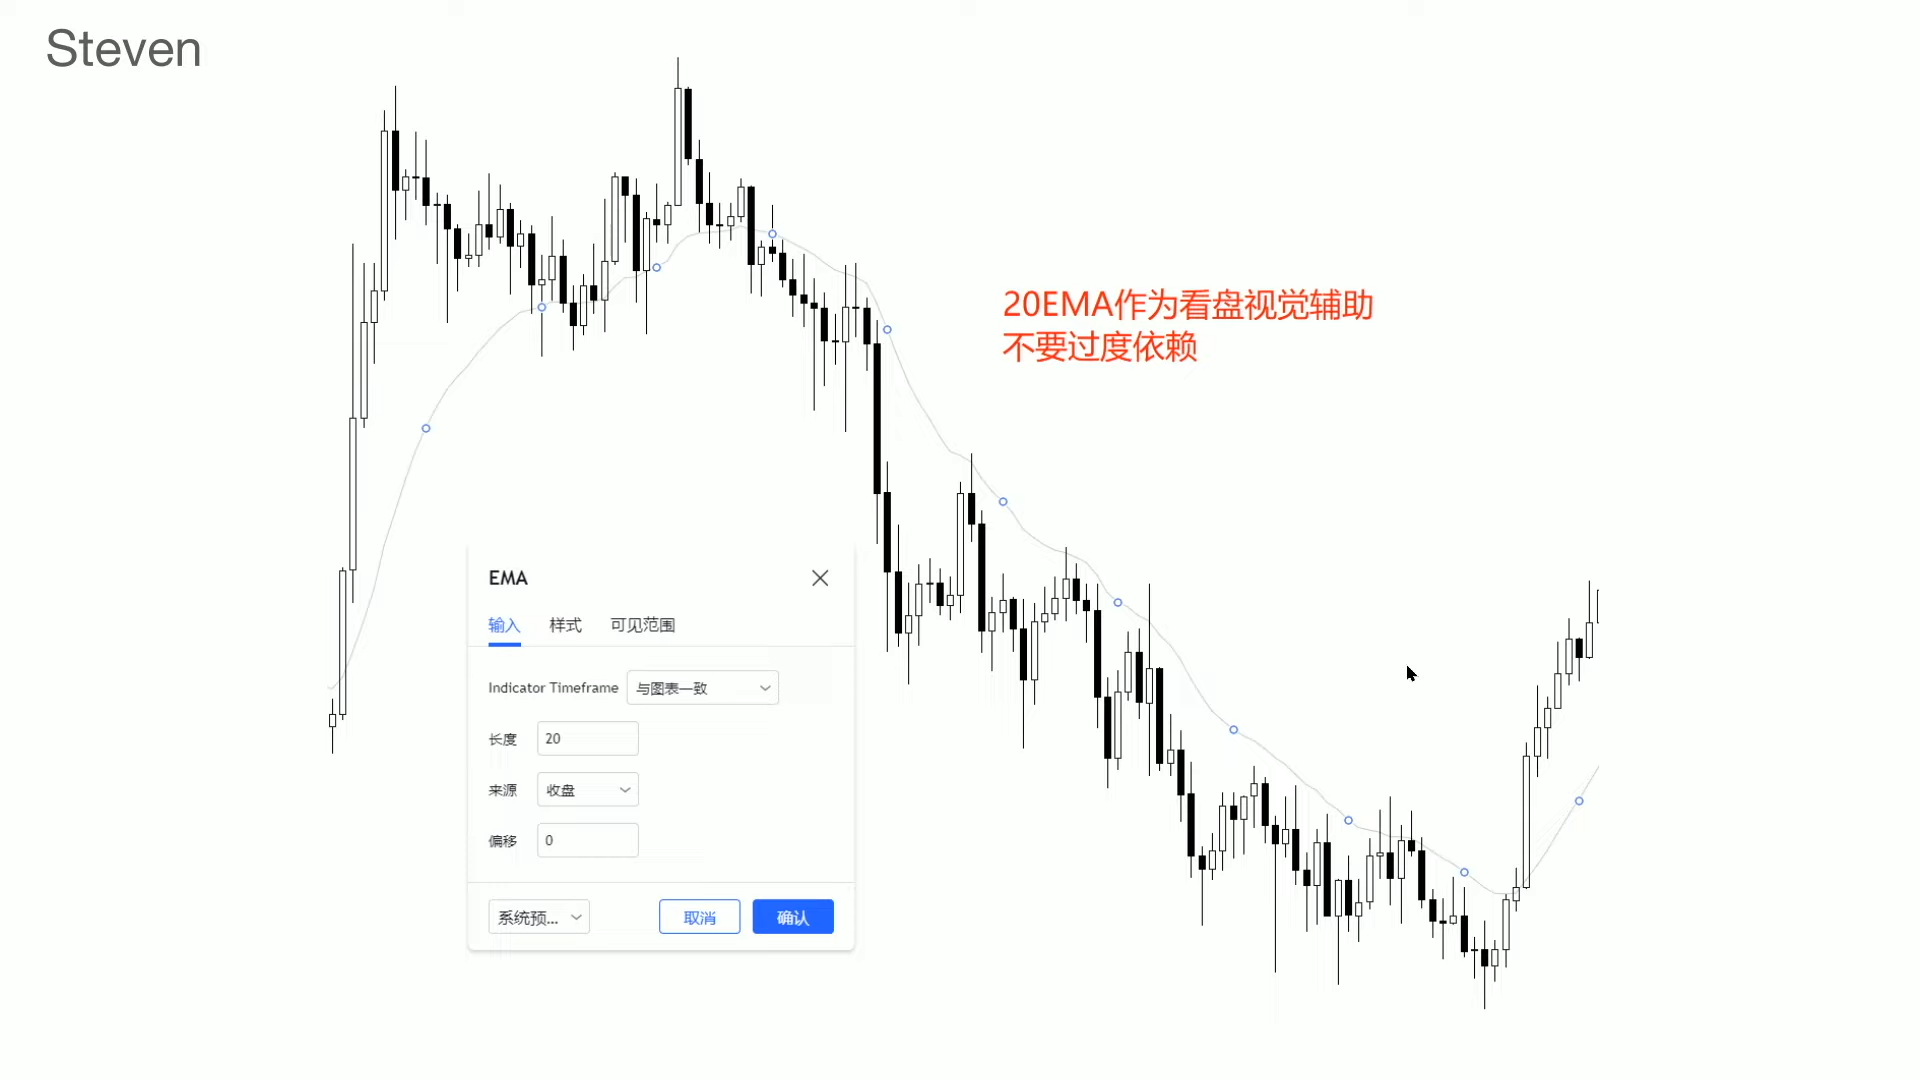 Steven
20EMA作为看盘视觉辅助
不要过度依赖
EMA
输入 样式 可见范围
Indicator Timeframe 与图表一致
长度 20
来源 收盘
偏移 0
系统预... 取消 确认